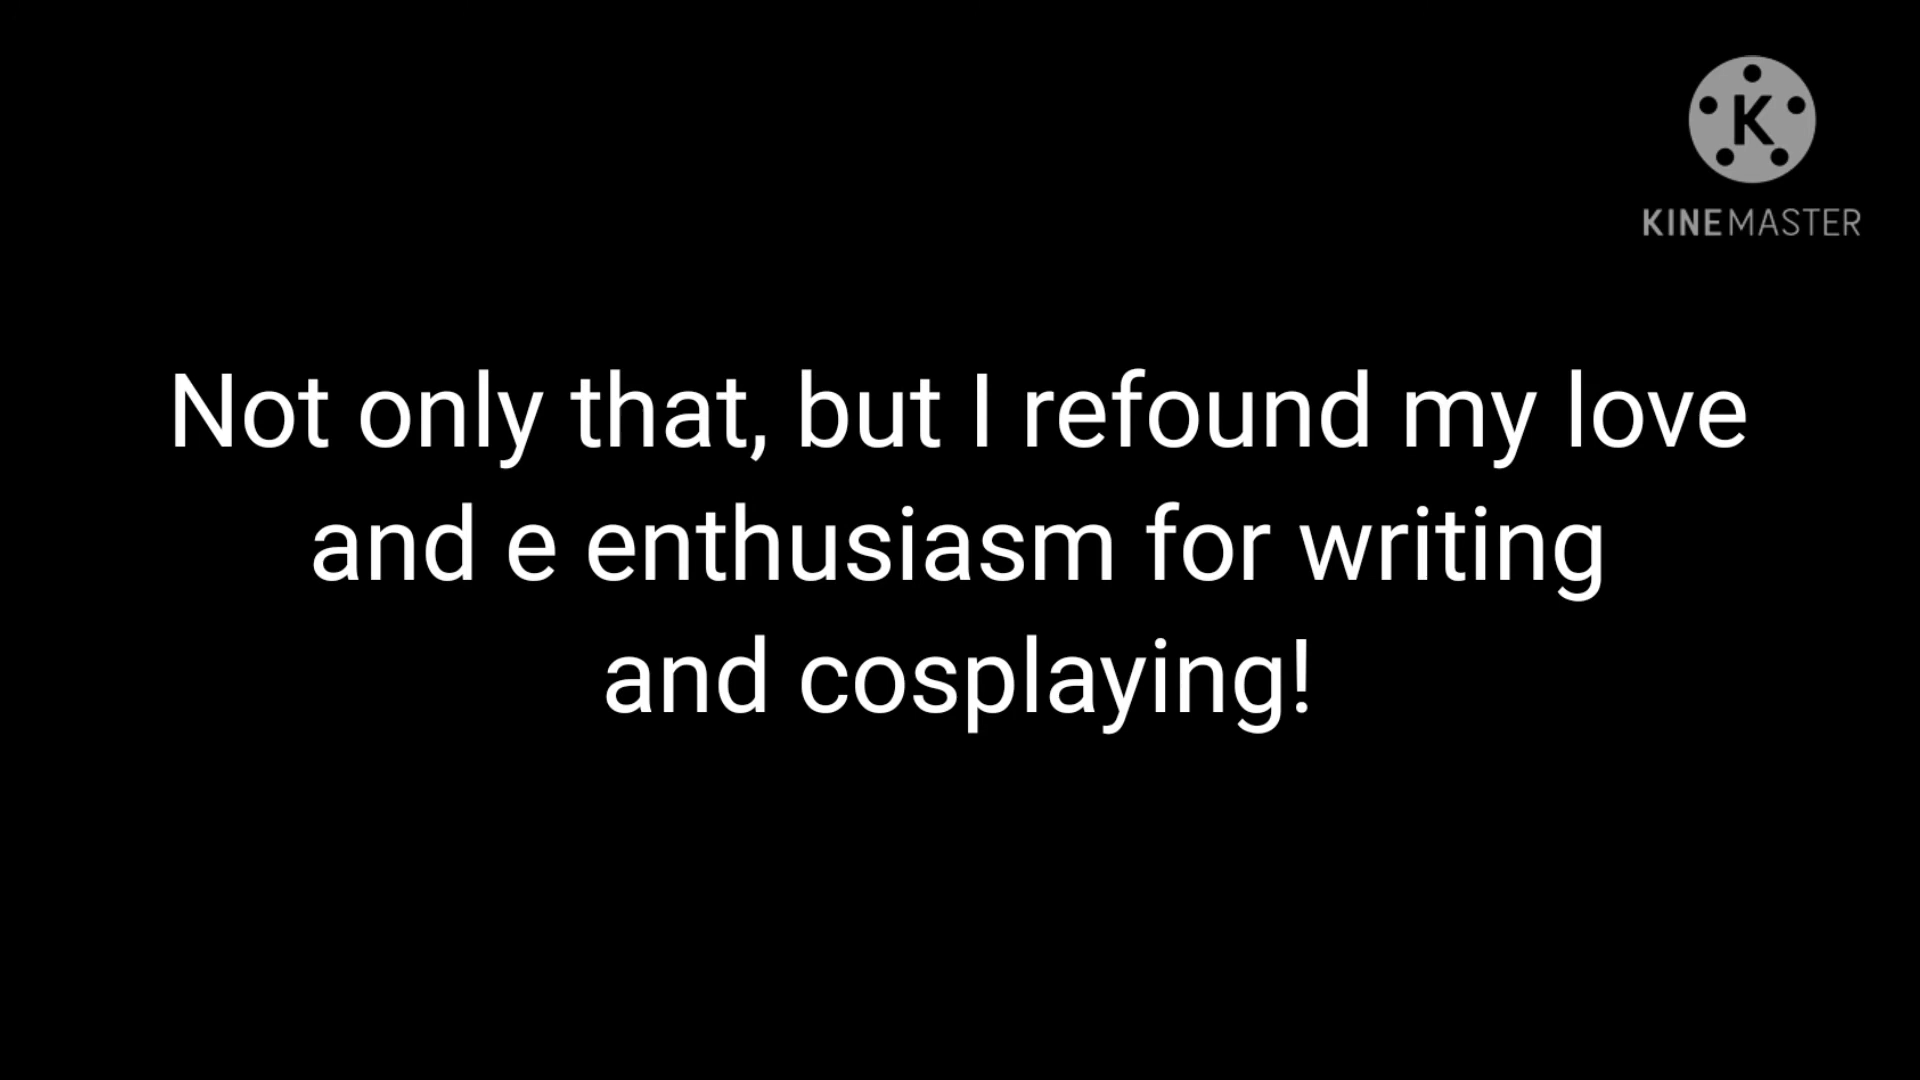 K
KINEMASTER
Not only that, but I refound my love
and e enthusiasm for writing
and cosplaying!